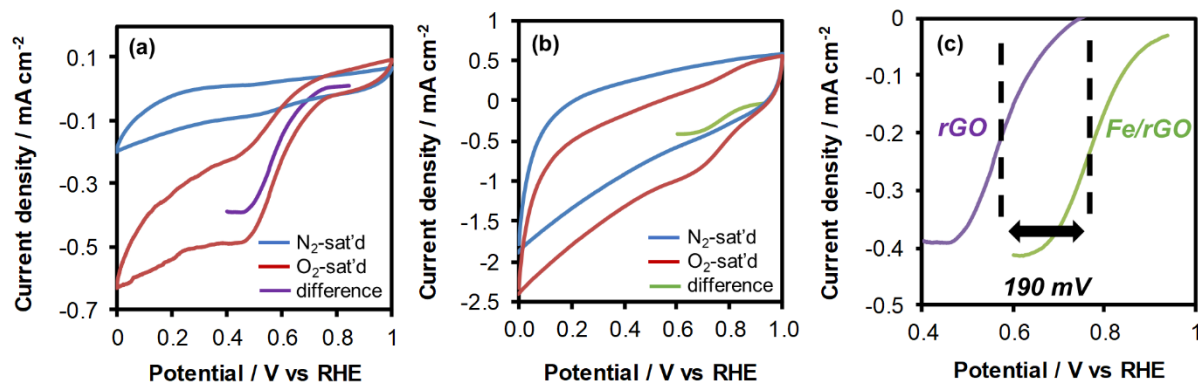 (a)
0.1
-0.1
-0.3
-0.5
-0.7
Current density / mA cm⁻²
N₂-sat'd
O₂-sat'd
difference
0 0.2 0.4 0.6 0.8 1
Potential / V vs RHE
(b)
1
0.5
0
-0.5
-1
-1.5
-2
-2.5
Current density / mA cm⁻²
N₂-sat'd
O₂-sat'd
difference
0.0 0.2 0.4 0.6 0.8 1.0
Potential / V vs RHE
(c)
0
-0.1
-0.2
-0.3
-0.4
-0.5
Current density / mA cm⁻²
rGO
Fe/rGO
190 mV
0.4 0.6 0.8 1
Potential / V vs RHE